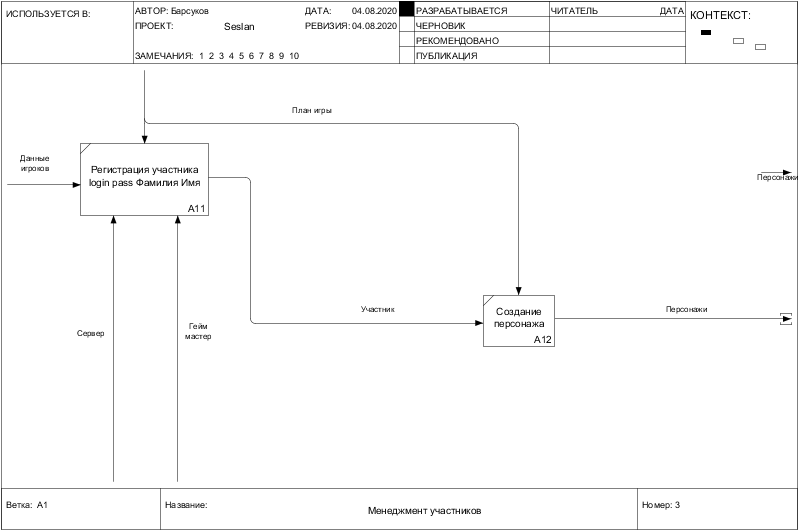 ИСПОЛЬЗУЕТСЯ В:
АВТОР: Барсуков
ДАТА: 04.08.2020
ПРОЕКТ: Seslan
РЕВИЗИЯ: 04.08.2020
ЗАМЕЧАНИЯ: 1 2 3 4 5 6 7 8 9 10
РАЗРАБАТЫВАЕТСЯ
ЧЕРНОВИК
РЕКОМЕНДОВАНО
ПУБЛИКАЦИЯ
ЧИТАТЕЛЬ ДАТА
КОНТЕКСТ:
План игры
Данные
игроков
Регистрация участника
login pass Фамилия Имя
A11
Персонажи
Участник
Создание
персонажа
A12
Персонажи
Сервер
Гейм
мастер
Ветка: A1
Название:
Менеджмент участников
Номер: 3